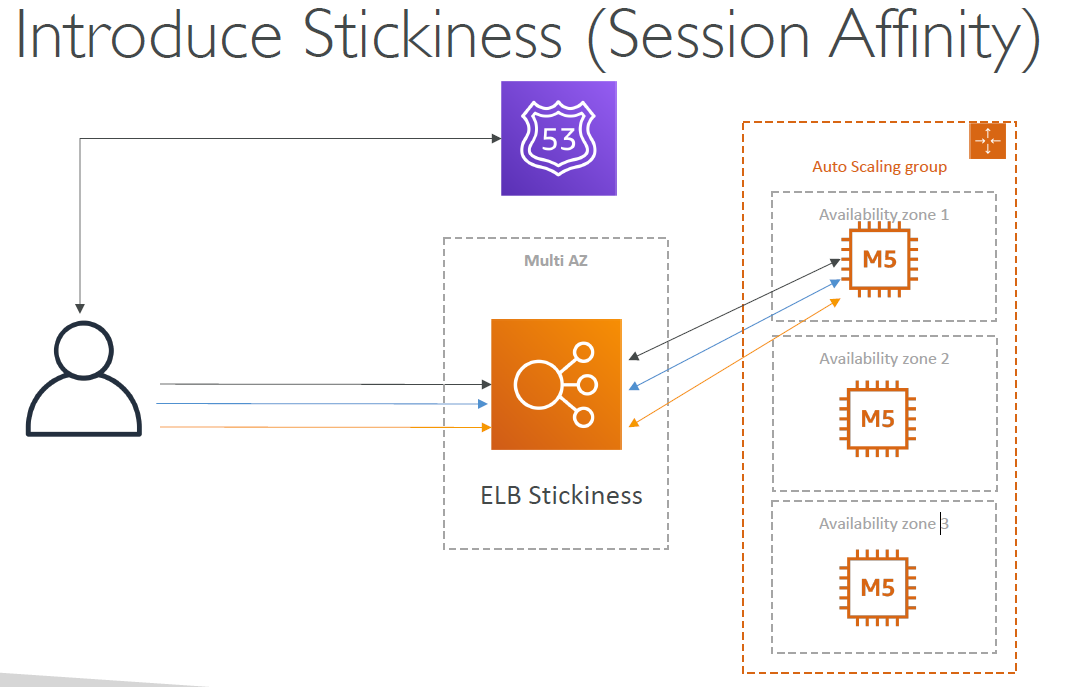 Introduce Stickiness (Session Affinity)
53
Auto Scaling group
Availability zone 1
M5
Multi AZ
Availability zone 2
M5
ELB Stickiness
Availability zone 3
M5